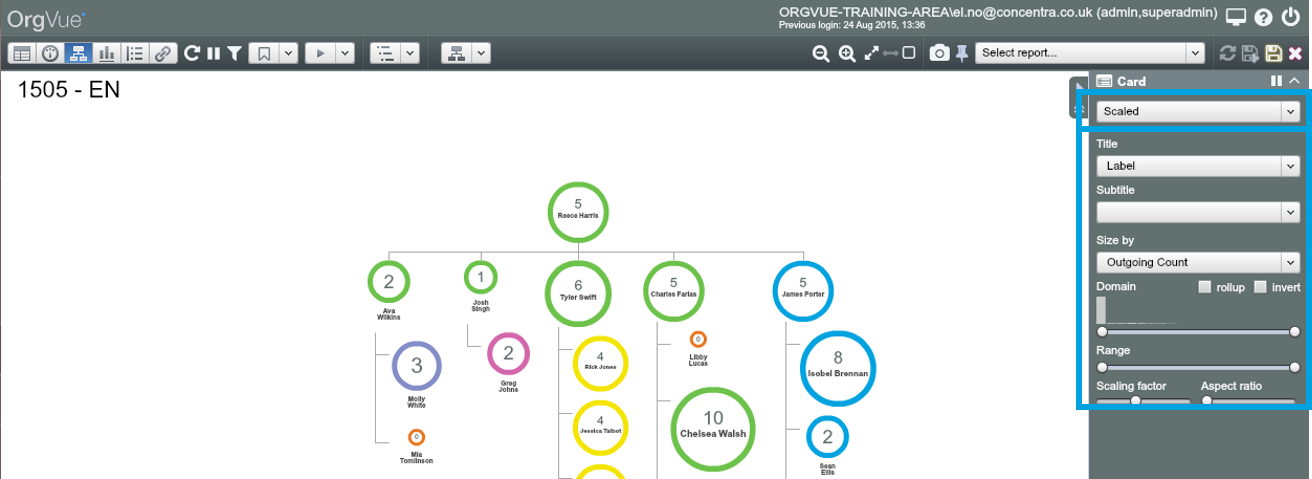 OrgVue
ORGVUE-TRAINING-AREA\el.no@concentra.co.uk (admin,superadmin)
Previous login: 24 Aug 2015, 13:36
Select report...
1505 - EN
Card
Scaled
Title
Label
Subtitle
Size by
Outgoing Count
Domain
rollup
invert
Range
Scaling factor
Aspect ratio
5
Reece Harris
2
Ava
Wilkins
1
Josh
Singh
6
Tyler Swift
5
Charles Farias
5
James Porter
3
Molly
White
2
Greg
Johns
4
Rick Jones
0
Libby
Lucas
8
Isobel Brennan
0
Mia
Tomlinson
4
Jessica Talbot
10
Chelsea Walsh
2
Sean
Ellis